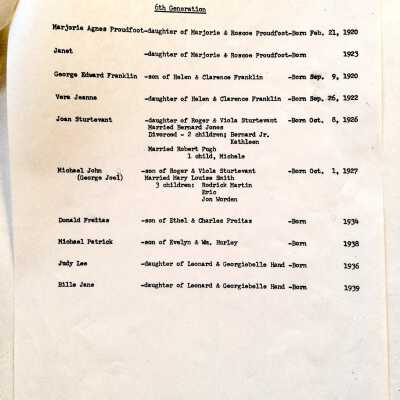 6th Generation
Marjorie Agnes Proudfoot-daughter of Marjorie & Roscoe Proudfoot-Born Feb. 21, 1920
Janet -daughter of Marjorie & Roscoe Proudfoot-Born 1923
George Edward Franklin -son of Helen & Clarence Franklin -Born Sep. 9, 1920
Vera Jeanne -daughter of Helen & Clarence Franklin -Born Sep. 26, 1922
Joan Sturtevant -daughter of Roger & Viola Sturtevant -Born Oct. 8, 1926
Married Bernard Jones
Divorced - 2 children; Bernard Jr.
Kathleen
Married Robert Pugh
1 child, Michele
Michael John -son of Roger & Viola Sturtevant -Born Oct. 1, 1927
(George Joel) Married Mary Louise Smith
3 children: Rodrick Martin
Eric
Jon Worden
Donald Freitas -son of Ethel & Charles Freitas -Born 1934
Michael Patrick -son of Evelyn & Wm. Hurley -Born 1938
Judy Lee -daughter of Leonard & Georgiebelle Hand -Born 1936
Bille Jane -daughter of Leonard & Georgiebelle Hand -Born 1939